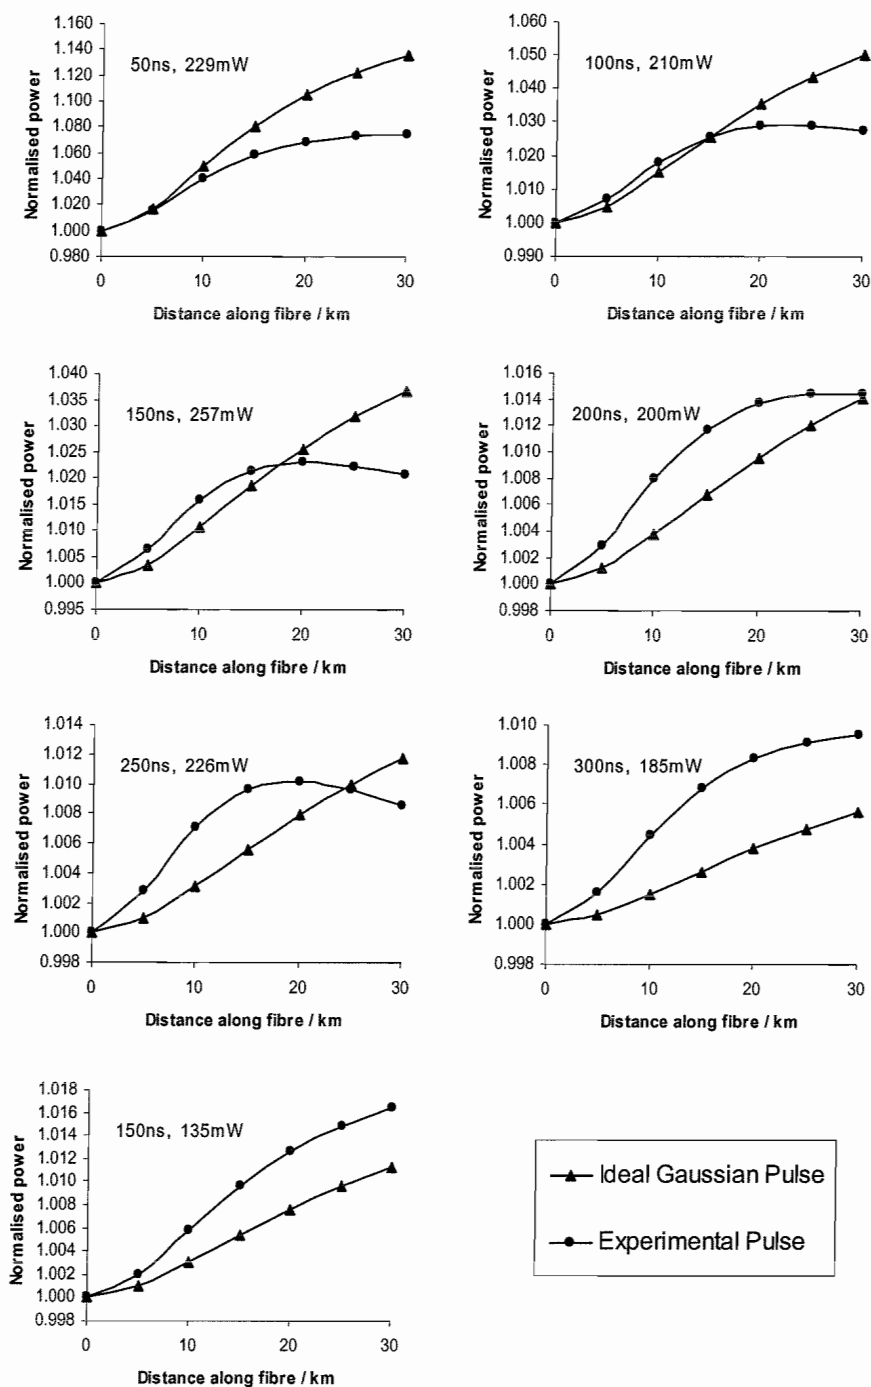 50ns, 229mW
Normalised power
1.160
1.140
1.120
1.100
1.080
1.060
1.040
1.020
1.000
0.980
0 10 20 30
Distance along fibre / km
100ns, 210mW
Normalised power
1.060
1.050
1.040
1.030
1.020
1.010
1.000
0.990
0 10 20 30
Distance along fibre / km
150ns, 257mW
Normalised power
1.040
1.035
1.030
1.025
1.020
1.015
1.010
1.005
1.000
0.995
0 10 20 30
Distance along fibre / km
200ns, 200mW
Normalised power
1.016
1.014
1.012
1.010
1.008
1.006
1.004
1.002
1.000
0.998
0 10 20 30
Distance along fibre / km
250ns, 226mW
Normalised power
1.014
1.012
1.010
1.008
1.006
1.004
1.002
1.000
0.998
0 10 20 30
Distance along fibre / km
300ns, 185mW
Normalised power
1.010
1.008
1.006
1.004
1.002
1.000
0.998
0 10 20 30
Distance along fibre / km
150ns, 135mW
Normalised power
1.018
1.016
1.014
1.012
1.010
1.008
1.006
1.004
1.002
1.000
0.998
0 10 20 30
Distance along fibre / km
Ideal Gaussian Pulse
Experimental Pulse